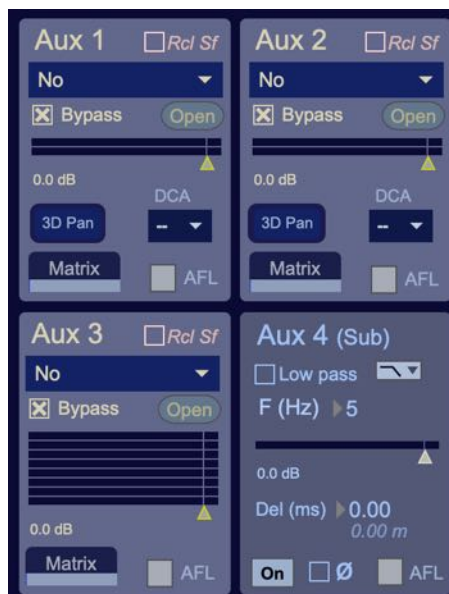 Aux 1 Rcl Sf
No
Bypass Open
0.0 dB
DCA
3D Pan --
Matrix AFL
Aux 2 Rcl Sf
No
Bypass Open
0.0 dB
DCA
3D Pan --
Matrix AFL
Aux 3 Rcl Sf
No
Bypass Open
0.0 dB
Matrix AFL
Aux 4 (Sub)
Low pass
F (Hz) 5
0.0 dB
Del (ms) 0.00
0.00 m
On Ø AFL